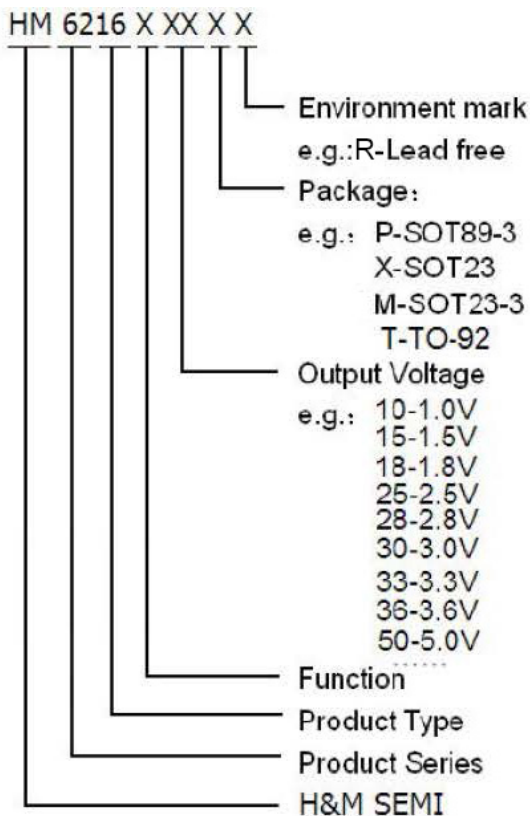 HM 6216 X XX X X
Environment mark
e.g.:R-Lead free
Package：
e.g.： P-SOT89-3
X-SOT23
M-SOT23-3
T-TO-92
Output Voltage
e.g.： 10-1.0V
15-1.5V
18-1.8V
25-2.5V
28-2.8V
30-3.0V
33-3.3V
36-3.6V
50-5.0V
......
Function
Product Type
Product Series
H&M SEMI